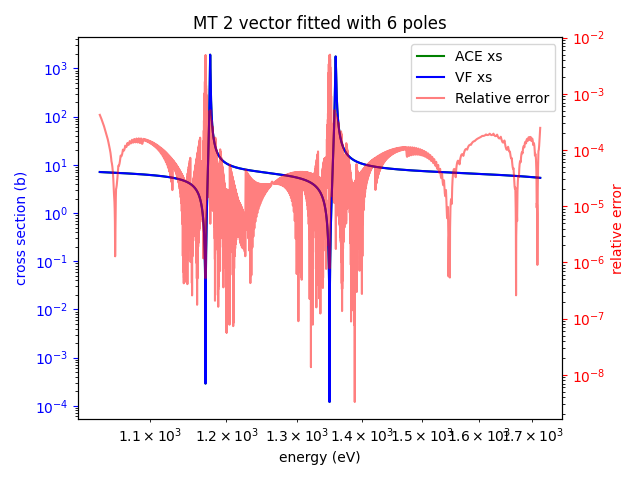 MT 2 vector fitted with 6 poles
ACE xs
VF xs
Relative error
10³
10²
10¹
10⁰
10⁻¹
10⁻²
10⁻³
10⁻⁴
cross section (b)
10⁻²
10⁻³
10⁻⁴
10⁻⁵
10⁻⁶
10⁻⁷
10⁻⁸
relative error
1.1 × 10³ 1.2 × 10³ 1.3 × 10³ 1.4 × 10³ 1.5 × 10³ 1.6 × 10³ 1.7 × 10³
energy (eV)